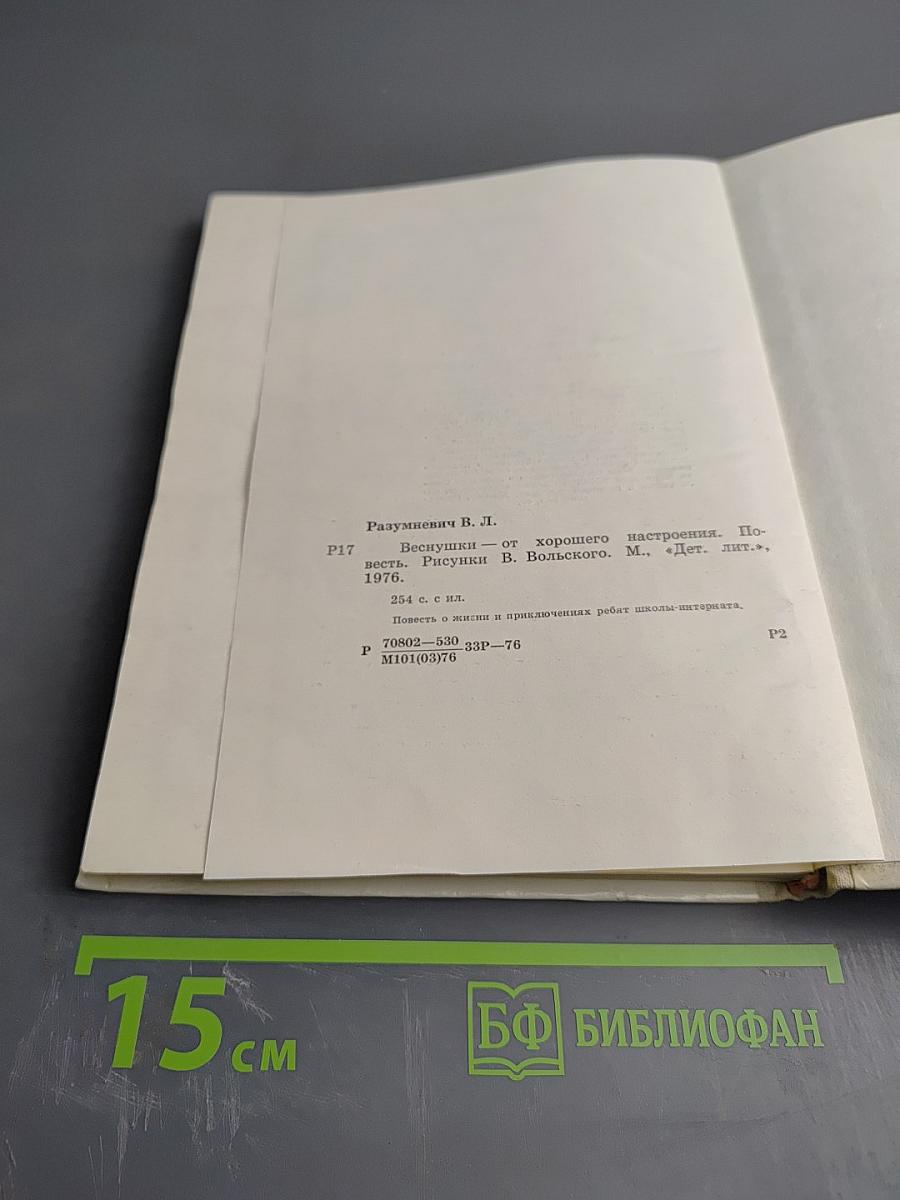 Разумневич В. Л.
Р17 Веснушки — от хорошего настроения. По-
весть. Рисунки В. Вольского. М., «Дет. лит.»,
1976.
254 с. с ил.
Повесть о жизни и приключениях ребят школы-интерната.
Р 70802—530
М101(03)76 33Р—76 Р2
15 см
БФ БИБЛИОФАН